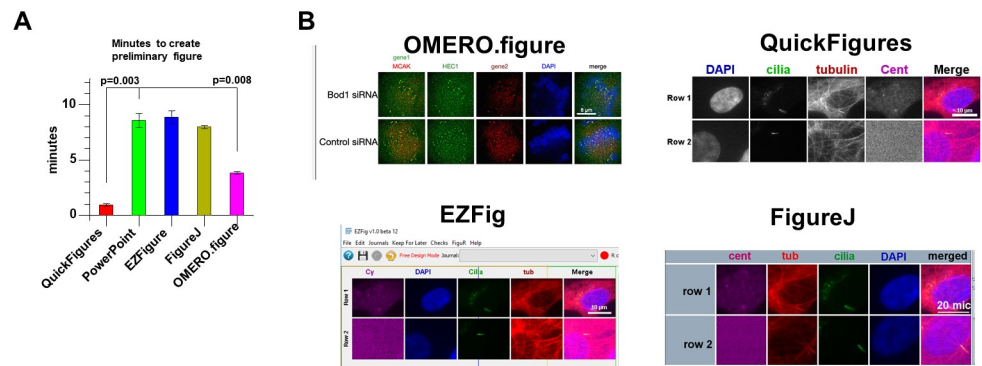 A
Minutes to create
preliminary figure
p=0.003
p=0.008
10
5
0
minutes
QuickFigures
PowerPoint
EZFigure
FigureJ
OMERO.figure
B
OMERO.figure
gene1
MCAK
HEC1
gene2
DAPI
merge
Bod1 siRNA
Control siRNA
QuickFigures
DAPI
cilia
tubulin
Cent
Merge
Row 1
Row 2
10 µm
EZFig
EZFig v1.0 beta 12
File Edit Journals Keep For Later Checks FiguR Help
Free Design Mode Journal:
Cy
DAPI
Cilia
tub
Merge
Row 1
Row 2
10 µm
FigureJ
cent
tub
cilia
DAPI
merged
row 1
row 2
20 mic